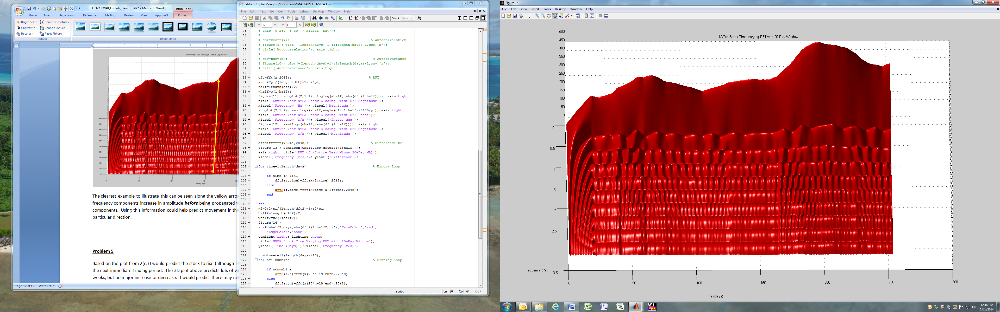 EE5322 HW#1,English, David J_5992 - Microsoft Word
Picture Tools
Home
Insert
Page Layout
References
Mailings
Review
View
ApproveIt
Format
Brightness
Compress Pictures
Contrast
Change Picture
Recolor
Reset Picture
Adjust
Picture Styles
NVDA Stock Time Varying DFT with 20-Day Window
500
450
400
350
300
250
200
150
100
50
0
0
50
100
150
Time (Days)
The clearest example to illustrate this can be seen along the yellow arro
frequency components increase in amplitude before being propagated t
components. Using this information could help predict movement in th
particular direction.
Problem 5
Based on the plot from 2(c.) I would predict the stock to rise (although I
the next immediate trading period. The 3D plot above predicts lots of v
weeks, but no major increase or decrease. I would predict there may no
Page: 12 of 15
Words: 957
Editor - C:\Users\englishj\Documents\MATLAB\EE5322HW1.m
File Edit Text Go Cell Tools Debug Desktop Window Help
Stack: Base
fx
1.0
1.1
73 % axis([0 254 -5 30]); xlabel('Day');
74 %
75 % cor=xcorr(x); % Autocorrelation
76 % figure(9); plot(-(length(days)-1):1:length(days)-1,cor,'b');
77 % title('Autocorrelation'); axis tight;
78 %
79 % cov=xcov(x); % Autocovariance
80 % figure(10); plot(-(length(days)-1):1:length(days)-1,cov,'r');
81 % title('Autocovariance'); axis tight;
82
83 dft=fft(x,2048); % DFT
84 w=0:2*pi/(length(dft)-1):2*pi;
85 half=length(dft)/2;
86 whalf=w(1:half);
87 figure(11); subplot(2,1,1); loglog(whalf,(abs(dft(1:half)))); axis tight;
88 title('Entire Year NVDA Stock Closing Price DFT Magnitude');
89 xlabel('Frequency (Hz)'); ylabel('Magnitude');
90 subplot(2,1,2); semilogx(whalf,angle(dft(1:half))*180/pi); axis tight;
91 title('Entire Year NVDA Stock Closing Price DFT Phase');
92 xlabel('Frequency (r/s)'); ylabel('Phase, deg');
93 figure(12); semilogx(whalf,(abs(dft(1:half)))); axis tight;
94 title('Entire Year NVDA Stock Closing Price DFT Magnitude');
95 xlabel('Frequency (r/s)'); ylabel('Magnitude');
96
97 dftdiff=fft(x-MA',2048); % Difference DFT
98 figure(13); semilogx(whalf,abs(dftdiff(1:half)));
99 axis tight; title('DFT of (Entire Year Minus 20-Day MA)');
100 xlabel('Frequency (r/s)'); ylabel('Difference');
101
102 for time=1:length(days) % Window loop
103
104 if time-(N-1)<1
105 dft2(:,time)=fft(x(1:time),2048);
106 else
107 dft2(:,time)=fft(x(time-N+1:time),2048);
108 end
109
110 end
111 w2=0:2*pi/(length(dft2)-1):2*pi;
112 half2=length(dft2)/2;
113 whalf2=w2(1:half2);
114 figure(14);
115 surf(whalf2,days,abs(dft2(1:half2,:)'),'FaceColor','red',...
116 'EdgeColor','none')
117 camlight right; lighting phong;
118 title('NVDA Stock Time Varying DFT with 20-Day Window');
119 ylabel('Time (Days)'); xlabel('Frequency (r/s)')
120
121 numbins=ceil(length(days)/20);
122 for n=1:numbins % Binning loop
123
124 if n<numbins
125 dft3(:,n)=fft(x(20*n-19:20*n),2048);
126 else
127 dft3(:,n)=fft(x(20*n-19:end),2048);
script
Ln 80 Col 64 OVR
Figure 14
File Edit View Insert Tools Desktop Window Help
NVDA Stock Time Varying DFT with 20-Day Window
500
450
400
350
300
250
200
150
100
50
0
0
0.5
1
1.5
2
2.5
3
3.5
Frequency (r/s)
0
50
100
150
200
250
300
Time (Days)
AWR
12:44 PM
1/25/2014